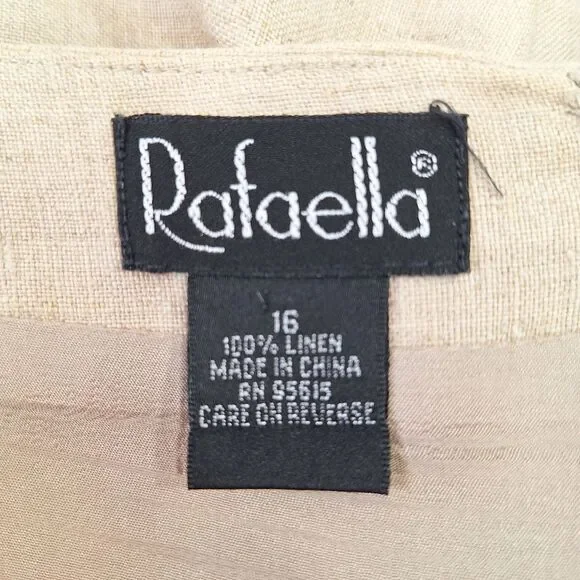 Rafaella®
16
100% LINEN
MADE IN CHINA
RN 95615
CARE ON REVERSE